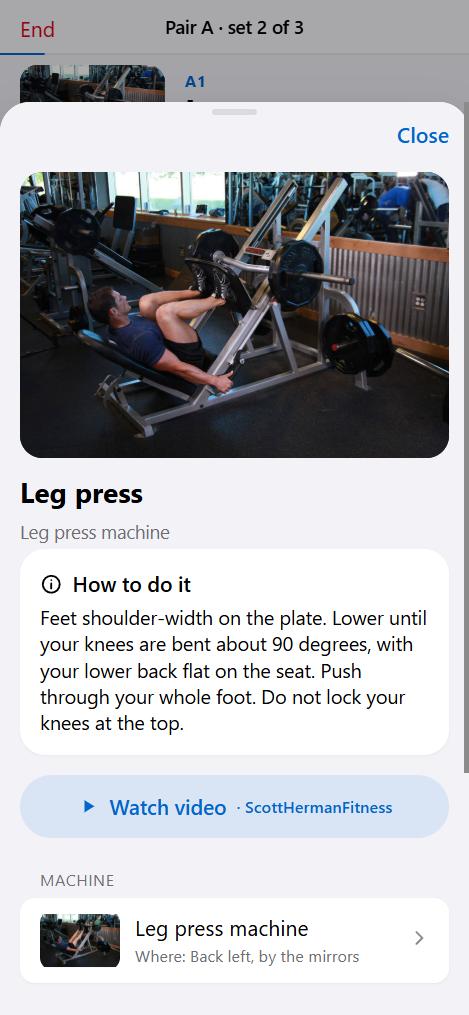 End
Pair A · set 2 of 3
A1
Close
Leg press
Leg press machine
How to do it
Feet shoulder-width on the plate. Lower until
your knees are bent about 90 degrees, with
your lower back flat on the seat. Push
through your whole foot. Do not lock your
knees at the top.
Watch video · ScottHermanFitness
MACHINE
Leg press machine
Where: Back left, by the mirrors